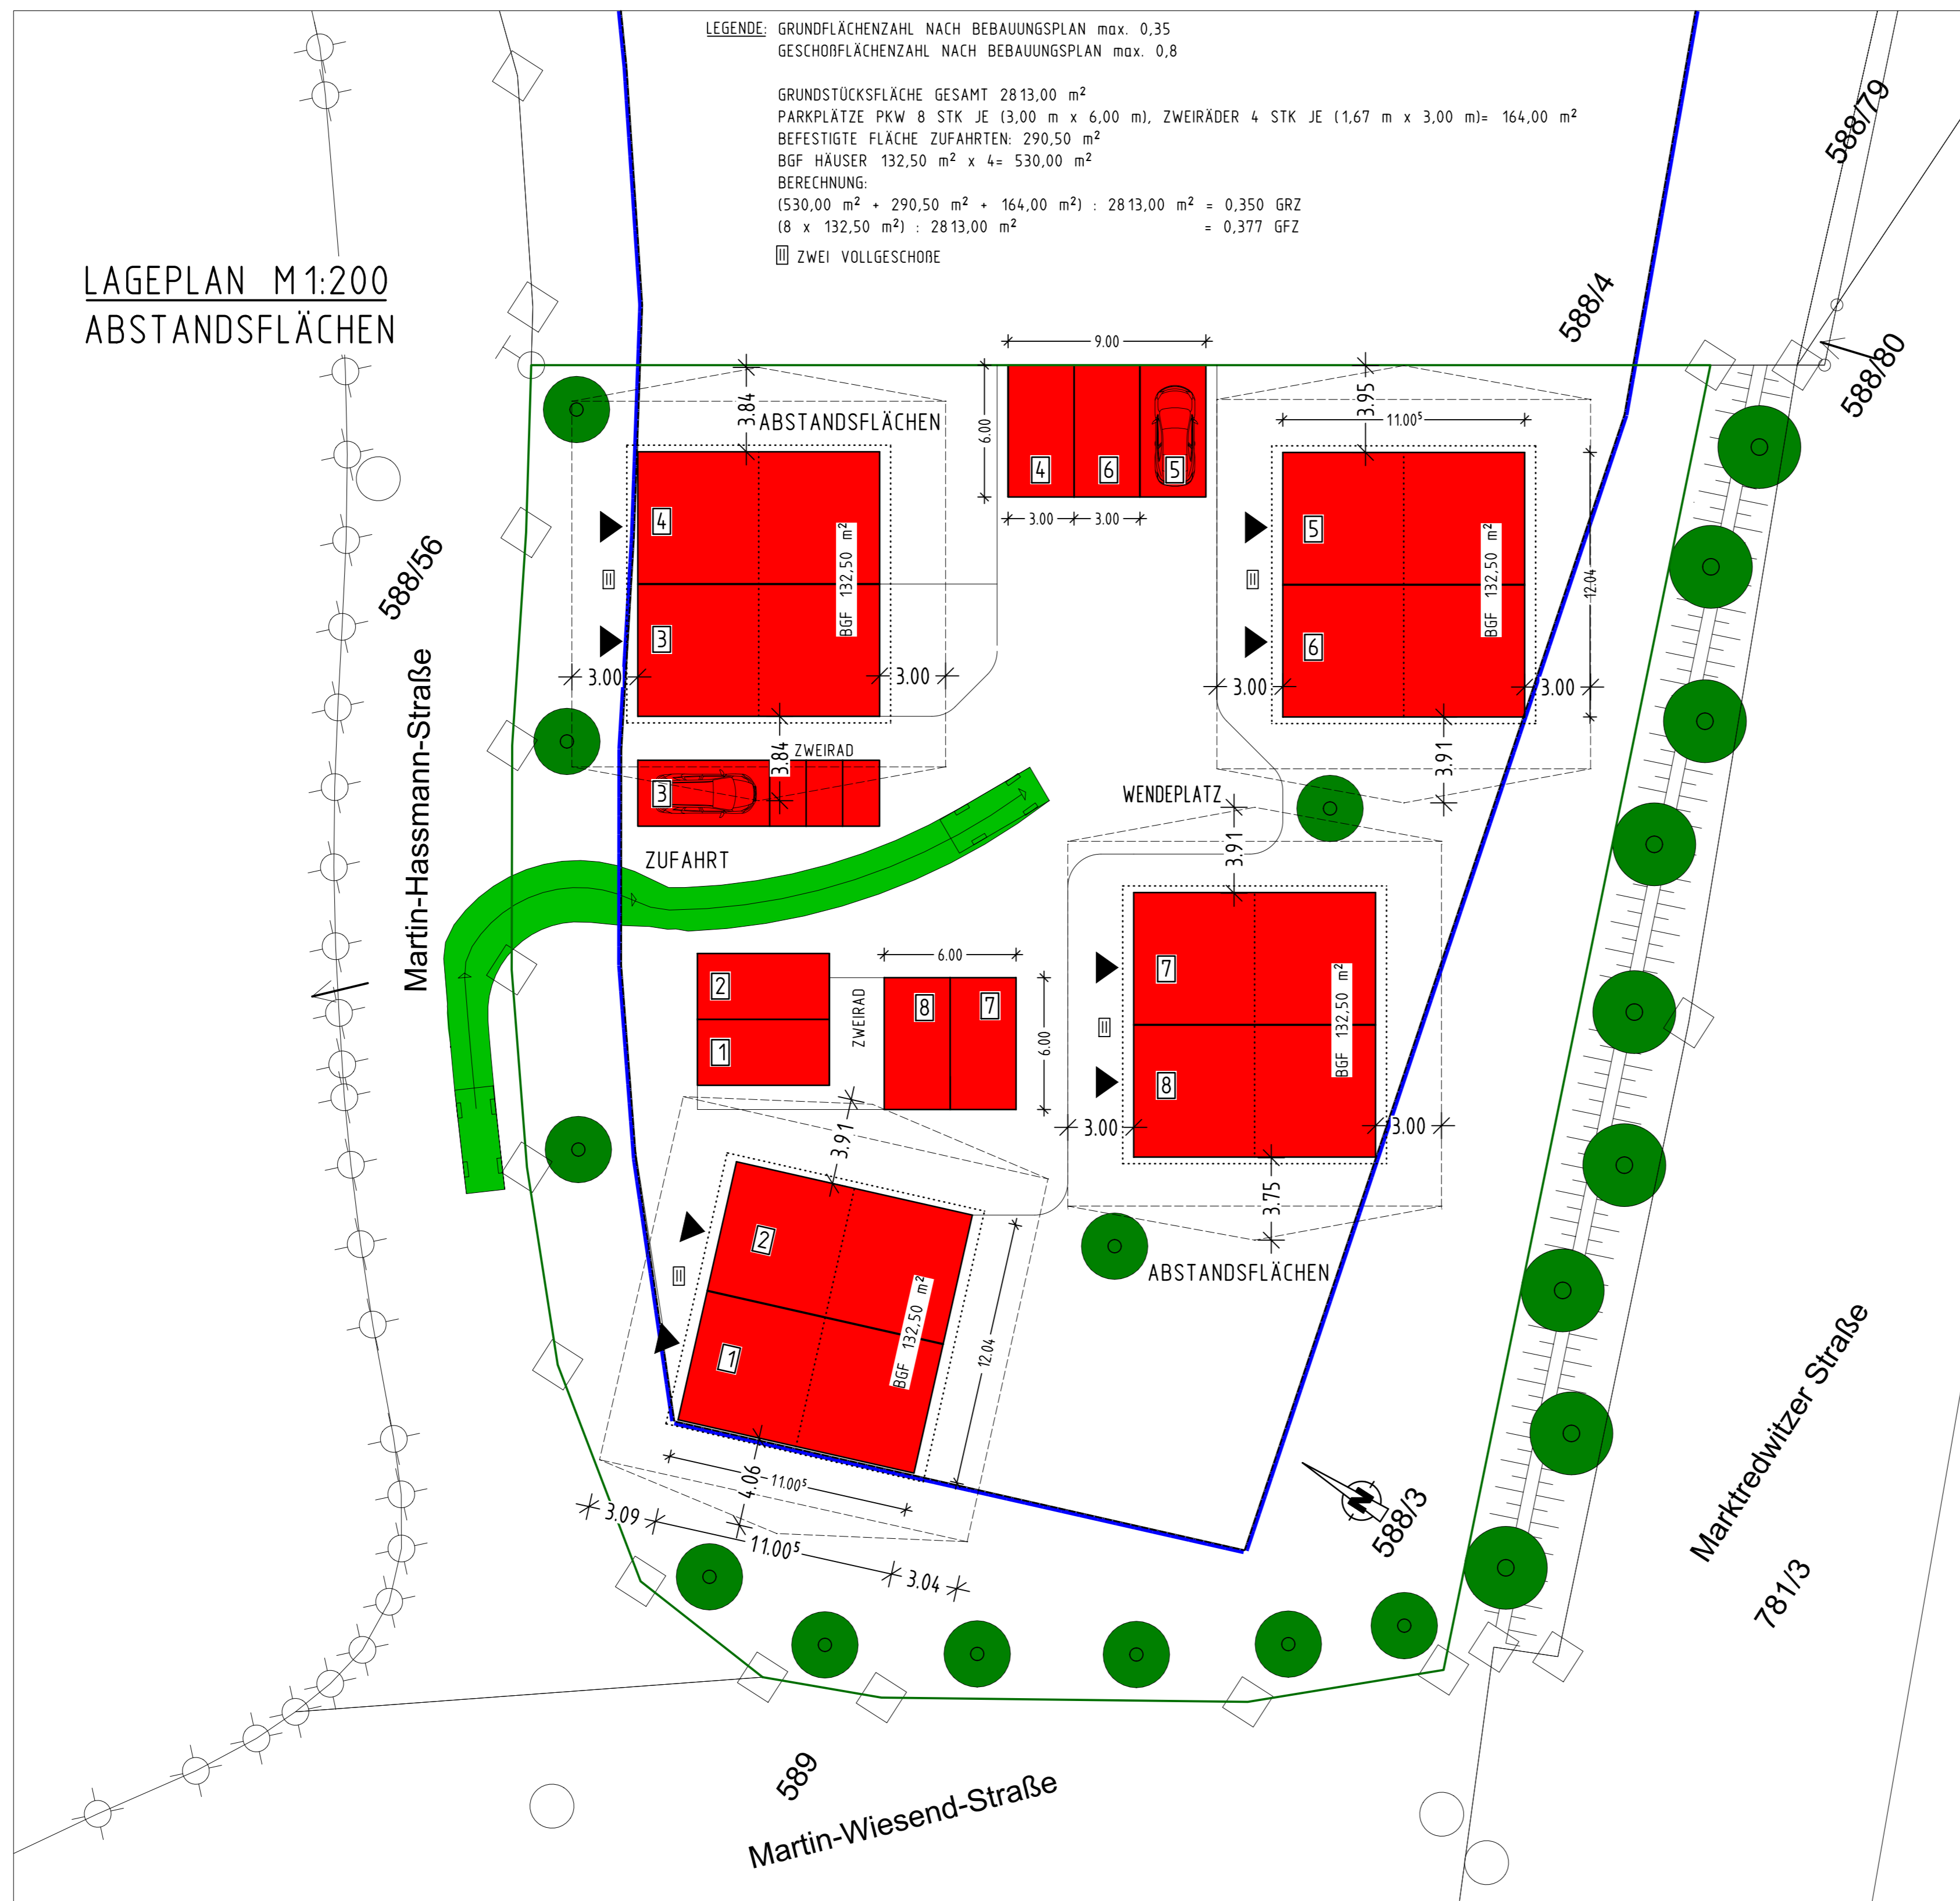 LEGENDE: GRUNDFLÄCHENZAHL NACH BEBAUUNGSPLAN max. 0,35
GESCHOßFLÄCHENZAHL NACH BEBAUUNGSPLAN max. 0,8
GRUNDSTÜCKSFLÄCHE GESAMT 2813,00 m²
PARKPLÄTZE PKW 8 STK JE (3,00 m x 6,00 m), ZWEIRÄDER 4 STK JE (1,67 m x 3,00 m)= 164,00 m²
BEFESTIGTE FLÄCHE ZUFAHRTEN: 290,50 m²
BGF HÄUSER 132,50 m² x 4= 530,00 m²
BERECHNUNG:
(530,00 m² + 290,50 m² + 164,00 m²) : 2813,00 m² = 0,350 GRZ
(8 x 132,50 m²) : 2813,00 m² = 0,377 GFZ
II ZWEI VOLLGESCHOßE
LAGEPLAN M 1:200
ABSTANDSFLÄCHEN
588/79
588/4
588/80
9.00
3.84
ABSTANDSFLÄCHEN
6.00
3.95
11.00⁵
4
6
5
3.00
3.00
4
BGF 132,50 m²
II
3
3.00
3.00
5
BGF 132,50 m²
II
12.04
6
3.00
3.00
588/56
Martin-Hassmann-Straße
3.84
ZWEIRAD
3
3.91
WENDEPLATZ
3.91
ZUFAHRT
6.00
2
1
ZWEIRAD
8
7
6.00
7
BGF 132,50 m²
II
8
3.00
3.00
3.91
3.75
ABSTANDSFLÄCHEN
2
II
BGF 132,50 m²
1
12.04
4.06
11.00⁵
3.09
11.00⁵
3.04
N
588/3
Marktredwitzer Straße
781/3
589
Martin-Wiesend-Straße